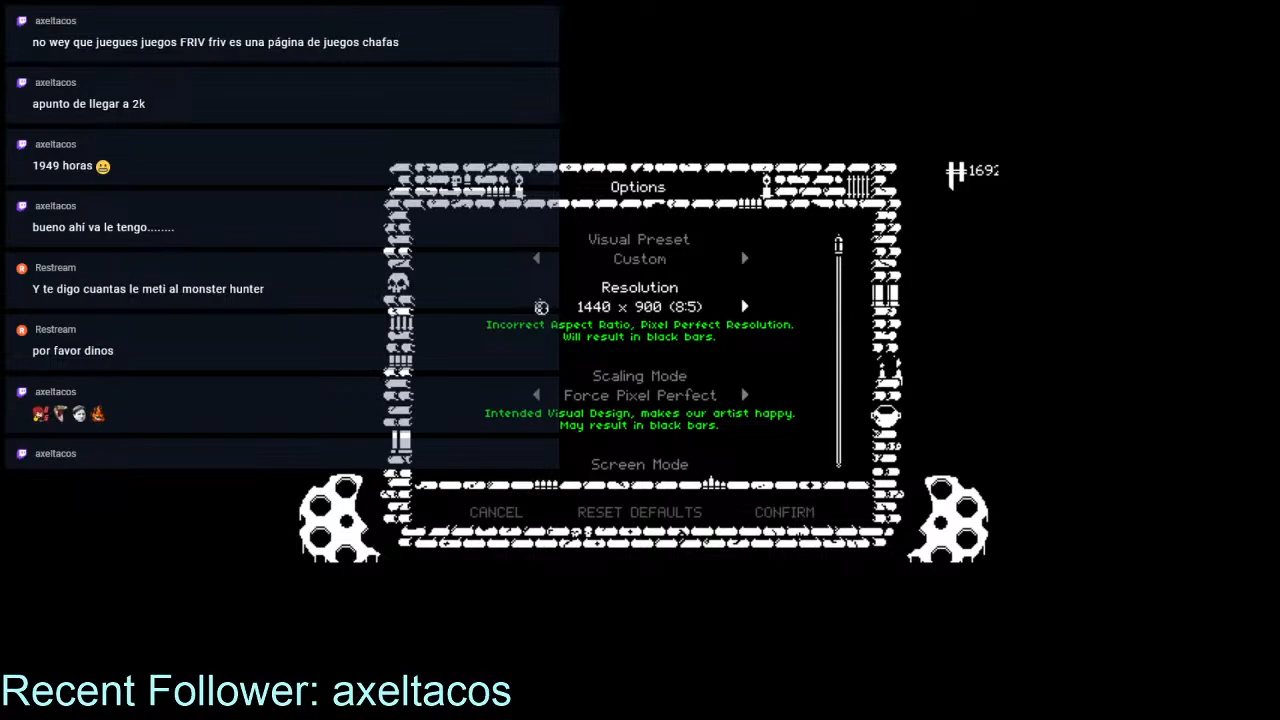 axeltacos
no wey que juegues juegos FRIV friv es una página de juegos chafas
axeltacos
apunto de llegar a 2k
axeltacos
1949 horas 😬
axeltacos
bueno ahí va le tengo........
Restream
Y te digo cuantas le meti al monster hunter
Restream
por favor dinos
axeltacos
axeltacos
Options
1692
Visual Preset
Custom
Resolution
1440 x 900 (8:5)
Incorrect Aspect Ratio, Pixel Perfect Resolution.
Will result in black bars.
Scaling Mode
Force Pixel Perfect
Intended Visual Design, makes our artist happy.
May result in black bars.
Screen Mode
CANCEL RESET DEFAULTS CONFIRM
Recent Follower: axeltacos